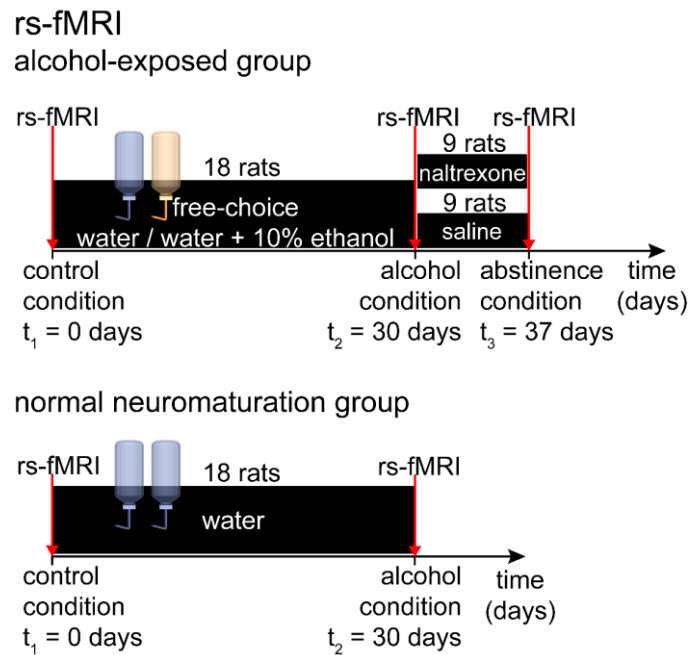 rs-fMRI
alcohol-exposed group
rs-fMRI rs-fMRI rs-fMRI
9 rats
18 rats naltrexone
free-choice 9 rats
water / water + 10% ethanol saline
control alcohol abstinence time
condition condition condition (days)
t₁ = 0 days t₂ = 30 days t₃ = 37 days
normal neuromaturation group
rs-fMRI 18 rats rs-fMRI
water
control alcohol time
condition condition (days)
t₁ = 0 days t₂ = 30 days